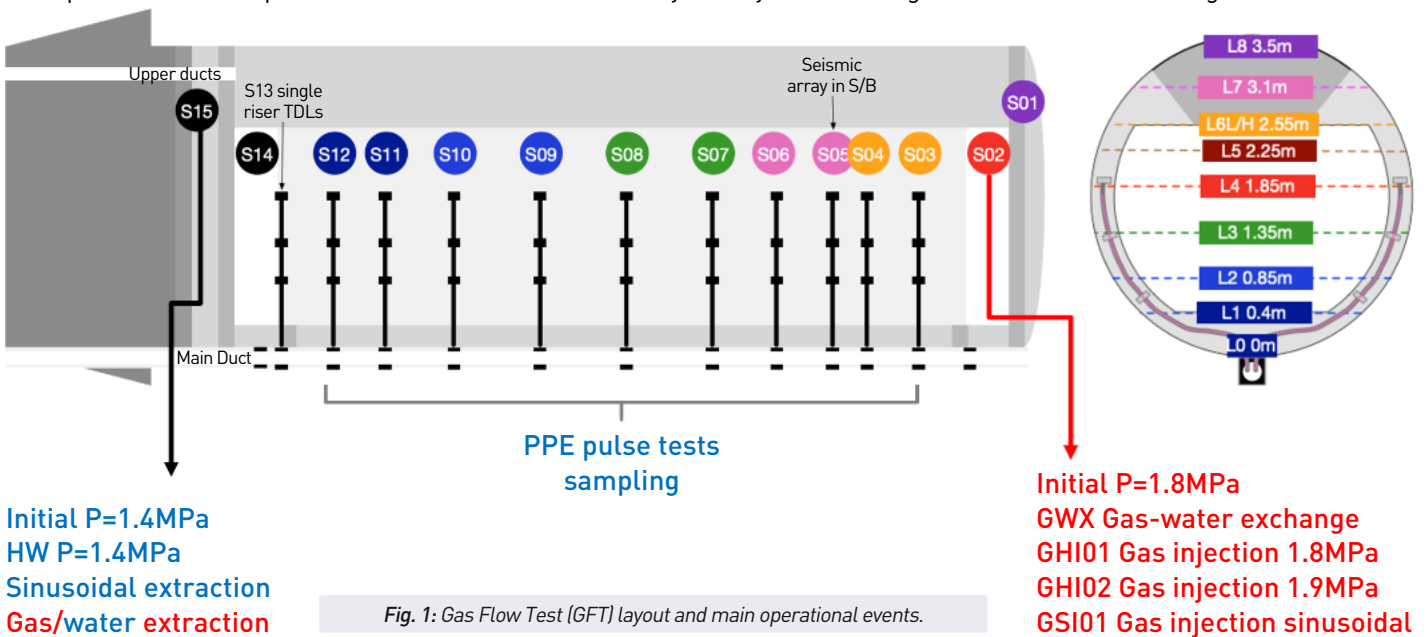 Upper ducts
S15
S13 single
riser TDLs
Seismic
array in S/B
S01
S14
S12
S11
S10
S09
S08
S07
S06
S05
S04
S03
S02
L8 3.5m
L7 3.1m
L6L/H 2.55m
L5 2.25m
L4 1.85m
L3 1.35m
L2 0.85m
L1 0.4m
L0 0m
Main Duct
PPE pulse tests
sampling
Initial P=1.4MPa
HW P=1.4MPa
Sinusoidal extraction
Gas/water extraction
Initial P=1.8MPa
GWX Gas-water exchange
GHI01 Gas injection 1.8MPa
GHI02 Gas injection 1.9MPa
GSI01 Gas injection sinusoidal
Fig. 1: Gas Flow Test (GFT) layout and main operational events.